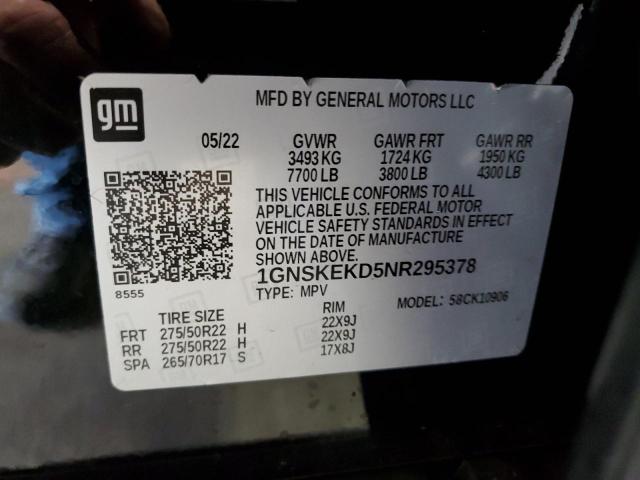 gm
MFD BY GENERAL MOTORS LLC
05/22 GVWR GAWR FRT GAWR RR
3493 KG 1724 KG 1950 KG
7700 LB 3800 LB 4300 LB
THIS VEHICLE CONFORMS TO ALL
APPLICABLE U.S. FEDERAL MOTOR
VEHICLE SAFETY STANDARDS IN EFFECT
ON THE DATE OF MANUFACTURE
SHOWN ABOVE.
1GNSKEKD5NR295378
8555
TYPE: MPV MODEL: 58CK10906
TIRE SIZE RIM
FRT 275/50R22 H 22X9J
RR 275/50R22 H 22X9J
SPA 265/70R17 S 17X8J